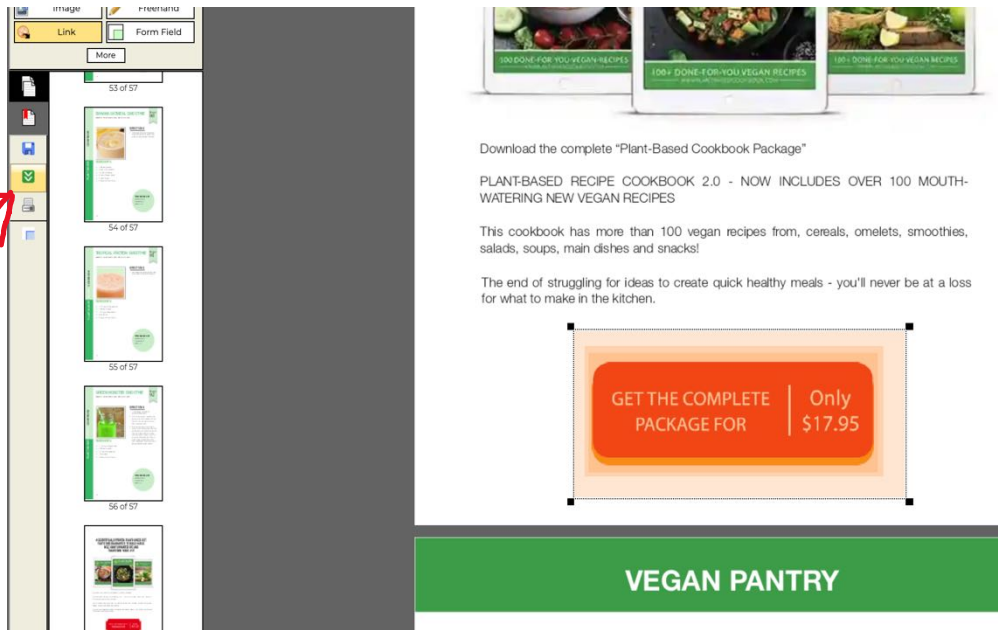 Image
Freehand
Link
Form Field
More
53 of 57
54 of 57
55 of 57
56 of 57
100 DONE-FOR-YOU VEGAN RECIPES
100+ DONE-FOR-YOU VEGAN RECIPES
100+ DONE-FOR-YOU VEGAN RECIPES
Download the complete “Plant-Based Cookbook Package”
PLANT-BASED RECIPE COOKBOOK 2.0 - NOW INCLUDES OVER 100 MOUTH-
WATERING NEW VEGAN RECIPES
This cookbook has more than 100 vegan recipes from, cereals, omelets, smoothies,
salads, soups, main dishes and snacks!
The end of struggling for ideas to create quick healthy meals - you'll never be at a loss
for what to make in the kitchen.
GET THE COMPLETE
PACKAGE FOR
Only
$17.95
VEGAN PANTRY